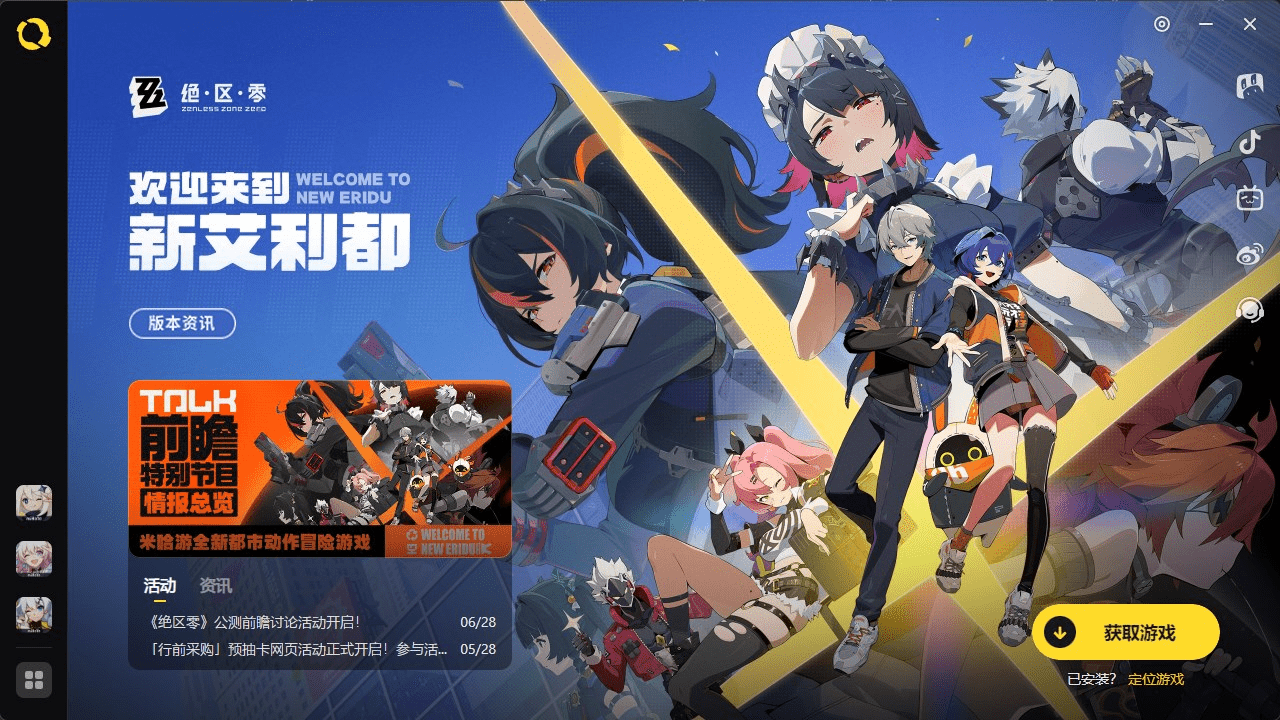 绝·区·零
ZENLESS ZONE ZERO
欢迎来到
WELCOME TO
NEW ERIDU
新艾利都
版本资讯
TALK
前瞻
特别节目
情报总览
米哈游全新都市动作冒险游戏
WELCOME TO
NEW ERIDU
活动 资讯
《绝区零》公测前瞻讨论活动开启! 06/28
「行前采购」预抽卡网页活动正式开启！参与活... 05/28
获取游戏
已安装? 定位游戏